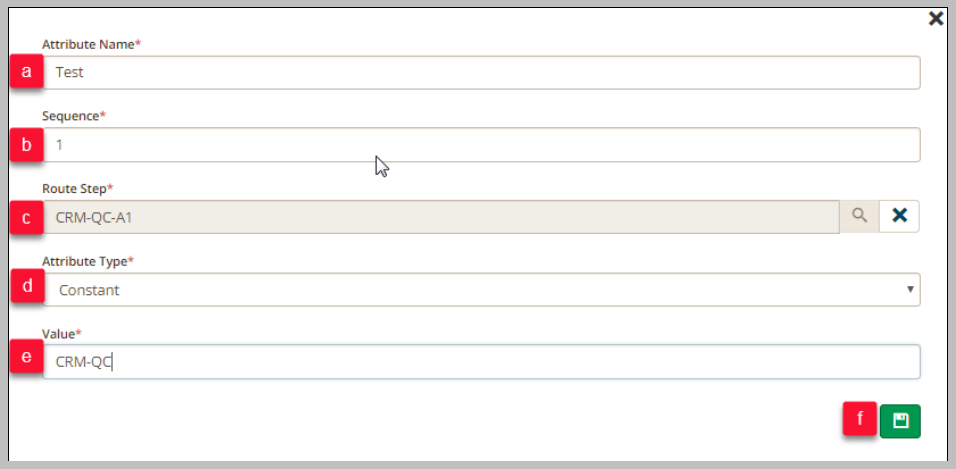 Attribute Name*
a Test
Sequence*
b 1
Route Step*
c CRM-QC-A1
Attribute Type*
d Constant
Value*
e CRM-QC
f